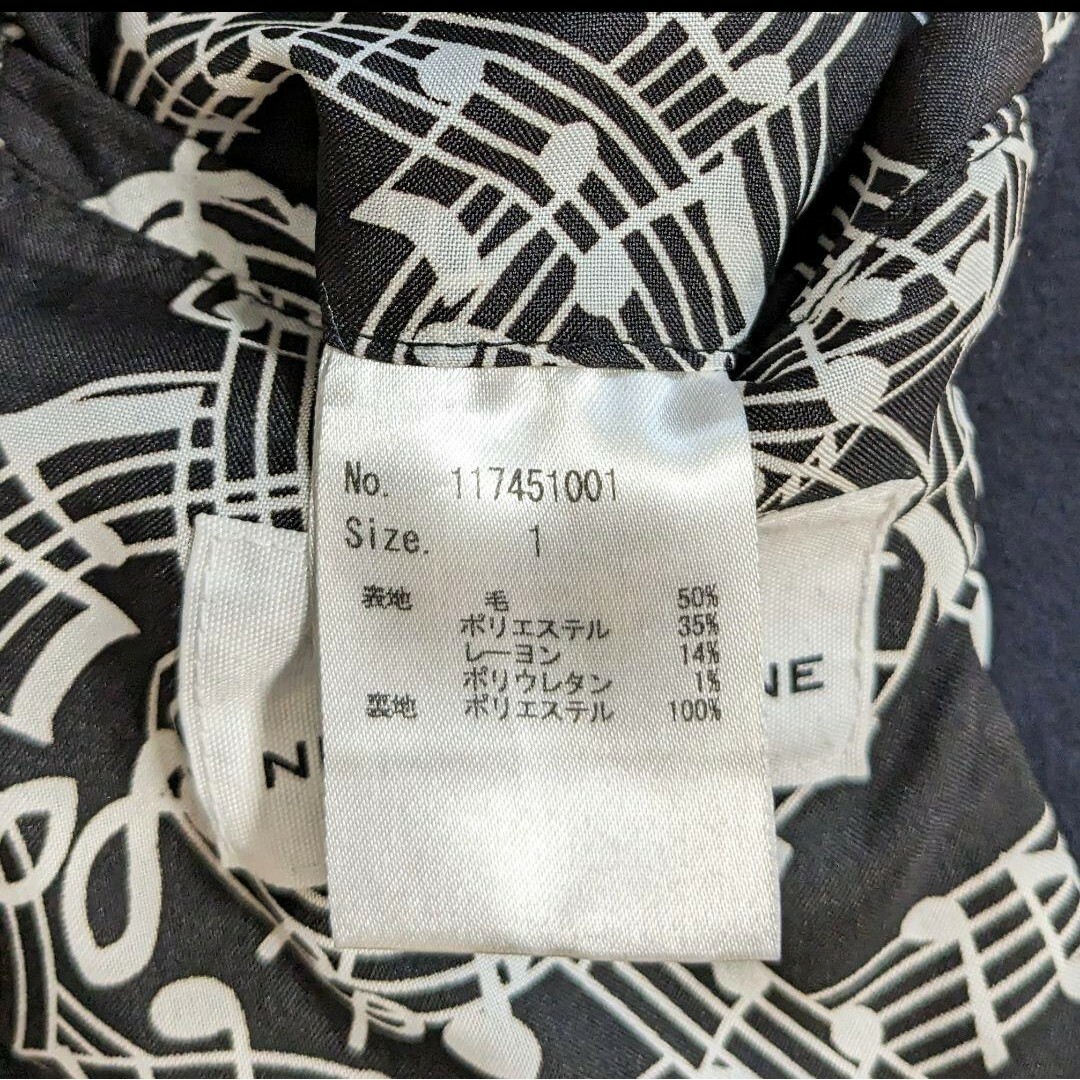 No. 117451001
Size. 1
表地 毛 50%
ポリエステル 35%
レーヨン 14%
ポリウレタン 1%
裏地 ポリエステル 100%
NE